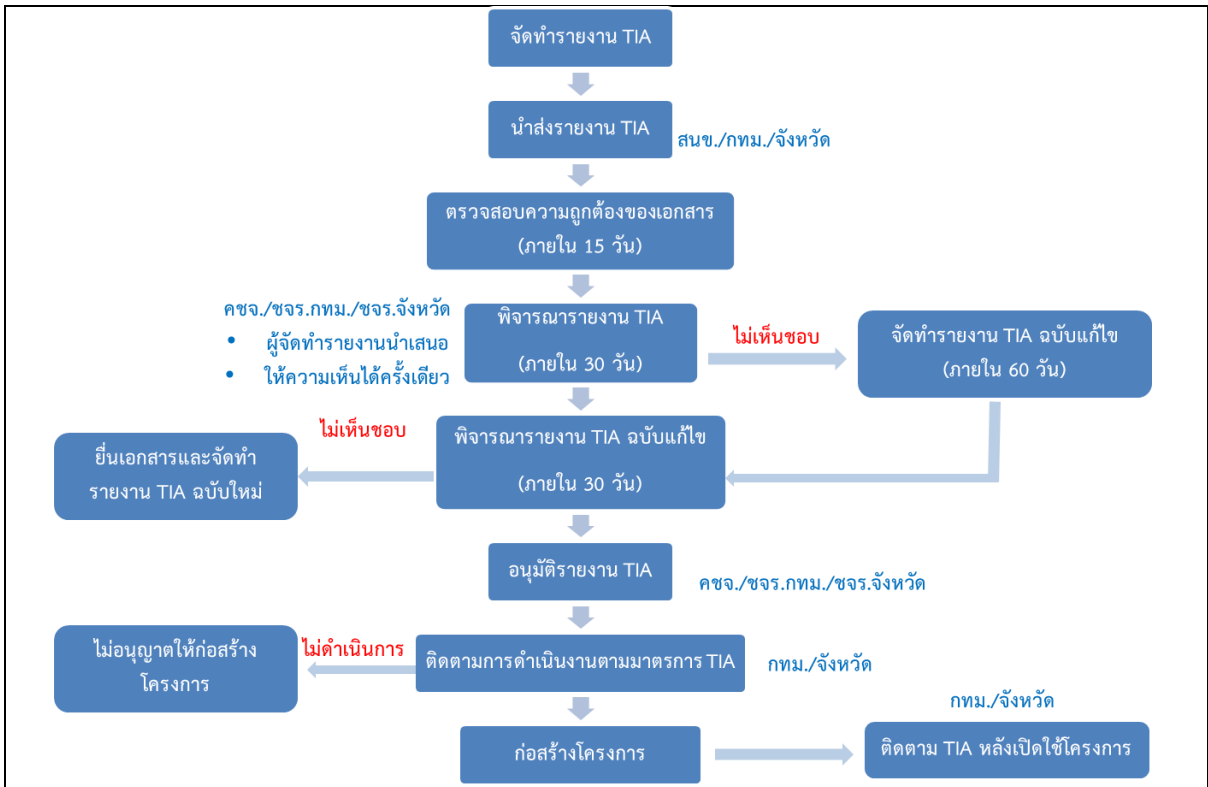 จัดทำรายงาน TIA
นำส่งรายงาน TIA
สนข./กทม./จังหวัด
ตรวจสอบความถูกต้องของเอกสาร
(ภายใน 15 วัน)
คชจ./ชจร.กทม./ชจร.จังหวัด
• ผู้จัดทำรายงานนำเสนอ
• ให้ความเห็นได้ครั้งเดียว
พิจารณารายงาน TIA
(ภายใน 30 วัน)
ไม่เห็นชอบ
จัดทำรายงาน TIA ฉบับแก้ไข
(ภายใน 60 วัน)
พิจารณารายงาน TIA ฉบับแก้ไข
(ภายใน 30 วัน)
ไม่เห็นชอบ
ยื่นเอกสารและจัดทำ
รายงาน TIA ฉบับใหม่
อนุมัติรายงาน TIA
คชจ./ชจร.กทม./ชจร.จังหวัด
ติดตามการดำเนินงานตามมาตรการ TIA
กทม./จังหวัด
ไม่ดำเนินการ
ไม่อนุญาตให้ก่อสร้าง
โครงการ
ก่อสร้างโครงการ
กทม./จังหวัด
ติดตาม TIA หลังเปิดใช้โครงการ